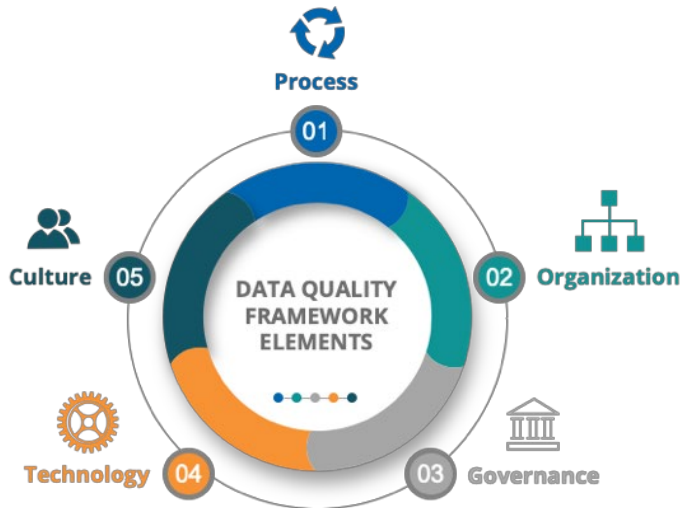 Process
01
Culture
05
02
Organization
DATA QUALITY
FRAMEWORK
ELEMENTS
Technology
04
03
Governance